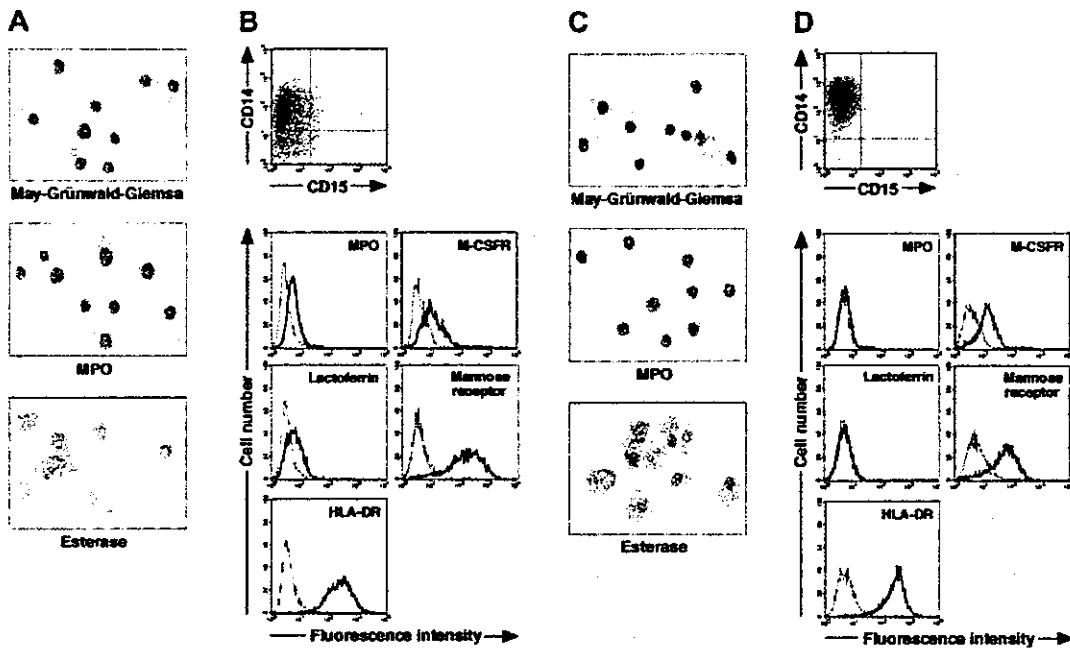 A
B
C
D
May-Grünwald-Giemsa
MPO
Esterase
CD14
CD15
Cell number
MPO
M-CSFR
Lactoferrin
Mannose
receptor
HLA-DR
Fluorescence intensity
May-Grünwald-Giemsa
MPO
Esterase
CD14
CD15
Cell number
MPO
M-CSFR
Lactoferrin
Mannose
receptor
HLA-DR
Fluorescence intensity